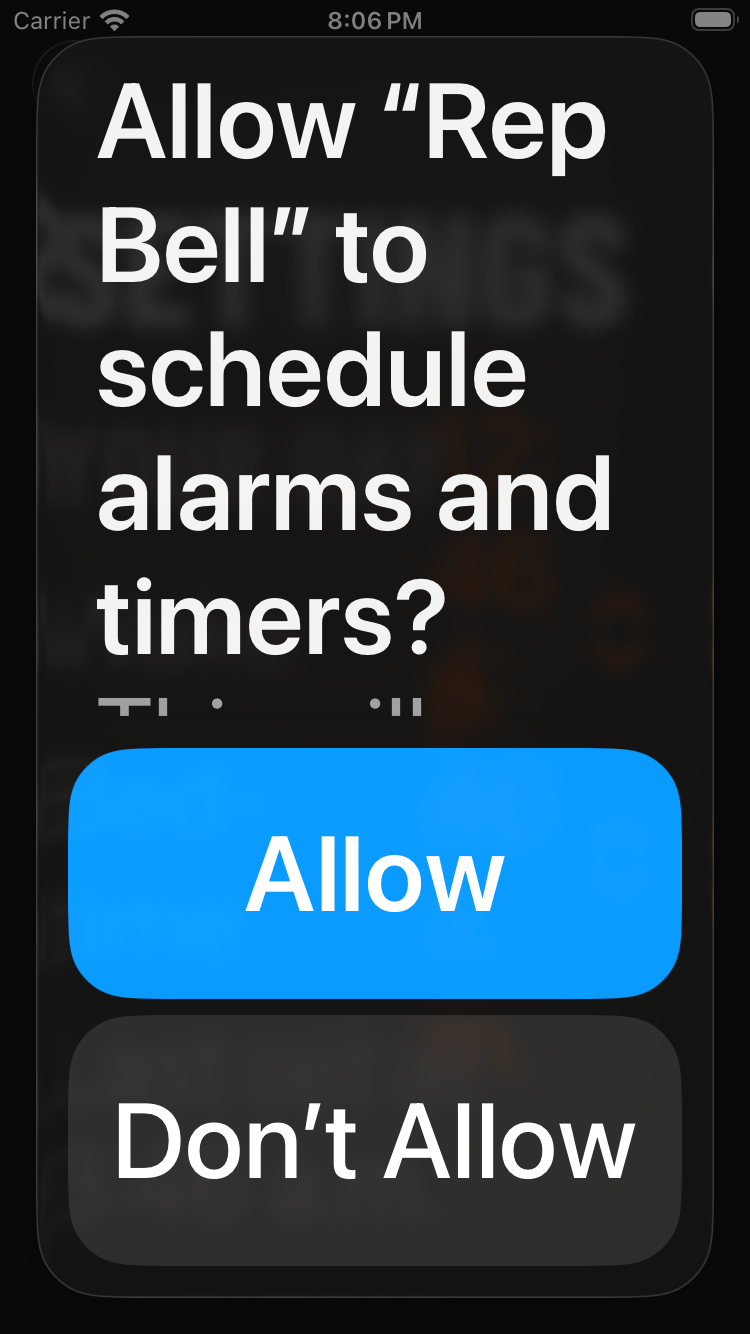 Carrier
8:06 PM
Allow “Rep
Bell” to
schedule
alarms and
timers?
Allow
Don’t Allow